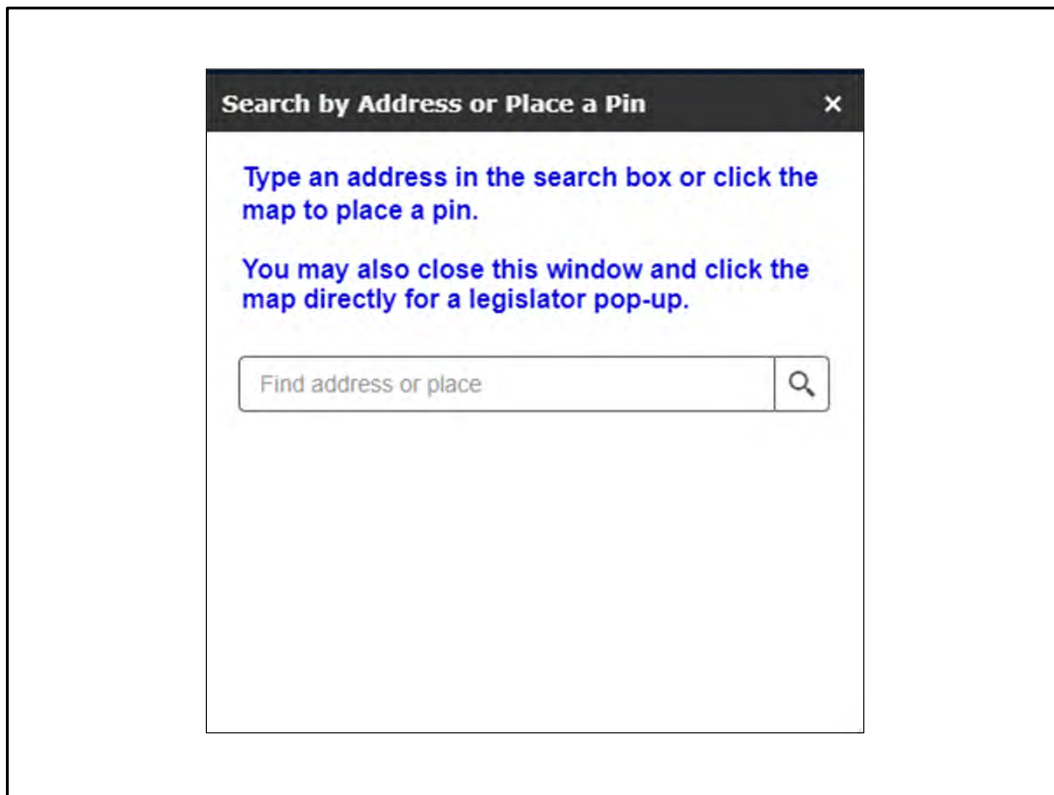 Search by Address or Place a Pin ×
Type an address in the search box or click the
map to place a pin.
You may also close this window and click the
map directly for a legislator pop-up.
Find address or place